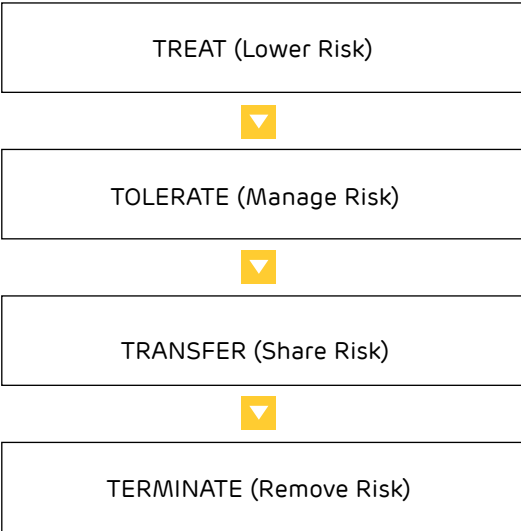 TREAT (Lower Risk)
TOLERATE (Manage Risk)
TRANSFER (Share Risk)
TERMINATE (Remove Risk)